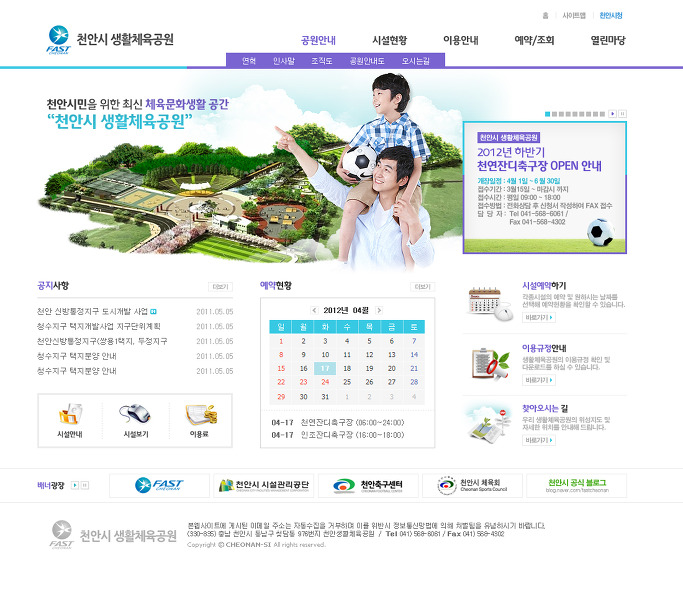 홈 사이트맵 천안시청
FAST CHEONAN 천안시 생활체육공원
공원안내 시설현황 이용안내 예약/조회 열린마당
연혁 인사말 조직도 공원안내도 오시는길
천안시민을 위한 최신 체육문화생활 공간
“천안시 생활체육공원”
천안시 생활체육공원
2012년 하반기
천연잔디축구장 OPEN 안내
개장일정 : 4월 1일 ~ 6월 30일
접수기간 : 3월15일 ~ 마감시 까지
접수시간 : 평일 09:00 ~ 18:00
접수방법 : 전화상담 후 신청서 작성하여 FAX 접수
담 당 자 : Tel 041-568-6061 /
Fax 041-568-4302
공지사항 더보기
천안 신방통정지구 도시개발 사업 2011.05.05
청수지구 택지개발사업 지구단위계획 2011.05.05
천안신방통정지구(쌍용1택지, 두정지구 2011.05.05
청수지구 택지분양 안내 2011.05.05
청수지구 택지분양 안내 2011.05.05
시설안내 시설보기 이용료
예약현황 더보기
2012년 04월
일 월 화 수 목 금 토
1 2 3 4 5 6 7
8 9 10 11 12 13 14
15 16 17 18 19 20 21
22 23 24 25 26 27 28
29 30 31 1 2 3 4
04-17 천연잔디축구장 (06:00~24:00)
04-17 인조잔디축구장 (16:00~18:00)
시설예약하기
각종시설의 예약 및 원하시는 날짜를
선택해 예약현황을 확인할 수 있습니다.
바로가기
이용규정안내
생활체육공원의 이용규정 확인 및
다운로드를 하실 수 있습니다.
바로가기
찾아오시는 길
우리 생활체육공원의 위성지도 및
자세한 위치를 안내해 드립니다.
바로가기
배너광장
FAST CHEONAN
천안시 시설관리공단
천안축구센터
천안시 체육회
Cheonan Sports Council
천안시 공식 블로그
blog.naver.com/fastcheonan
FAST CHEONAN 천안시 생활체육공원
본웹사이트에 게시된 이메일 주소는 자동수집을 거부하며 이를 위반시 정보통신망법에 의해 처벌됨을 유념하시기 바랍니다.
(330-895) 충남 천안시 동남구 삼룡동 976번지 천안생활체육공원 / Tel 041) 568-6061 / Fax 041) 568-4302
Copyright ⓒ CHEONAN-SI All rights reserved.